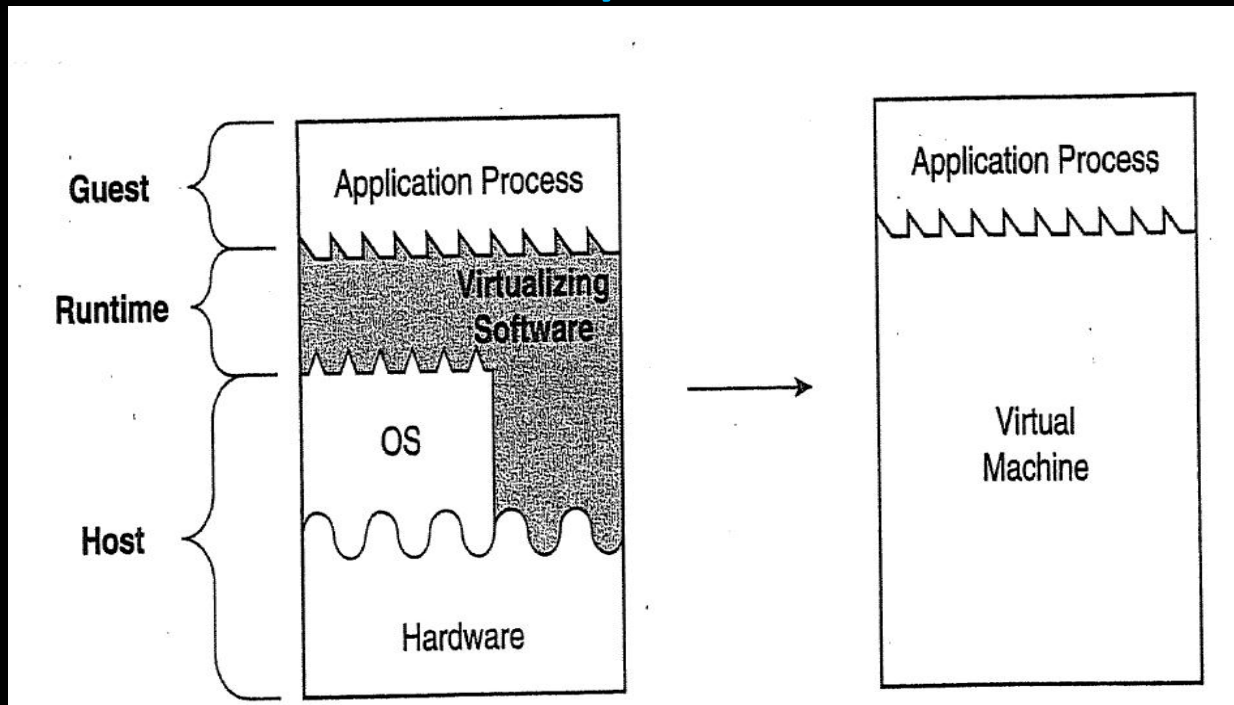 Application Process
Guest
Virtualizing
Software
Runtime
OS
Host
Hardware
Application Process
Virtual
Machine